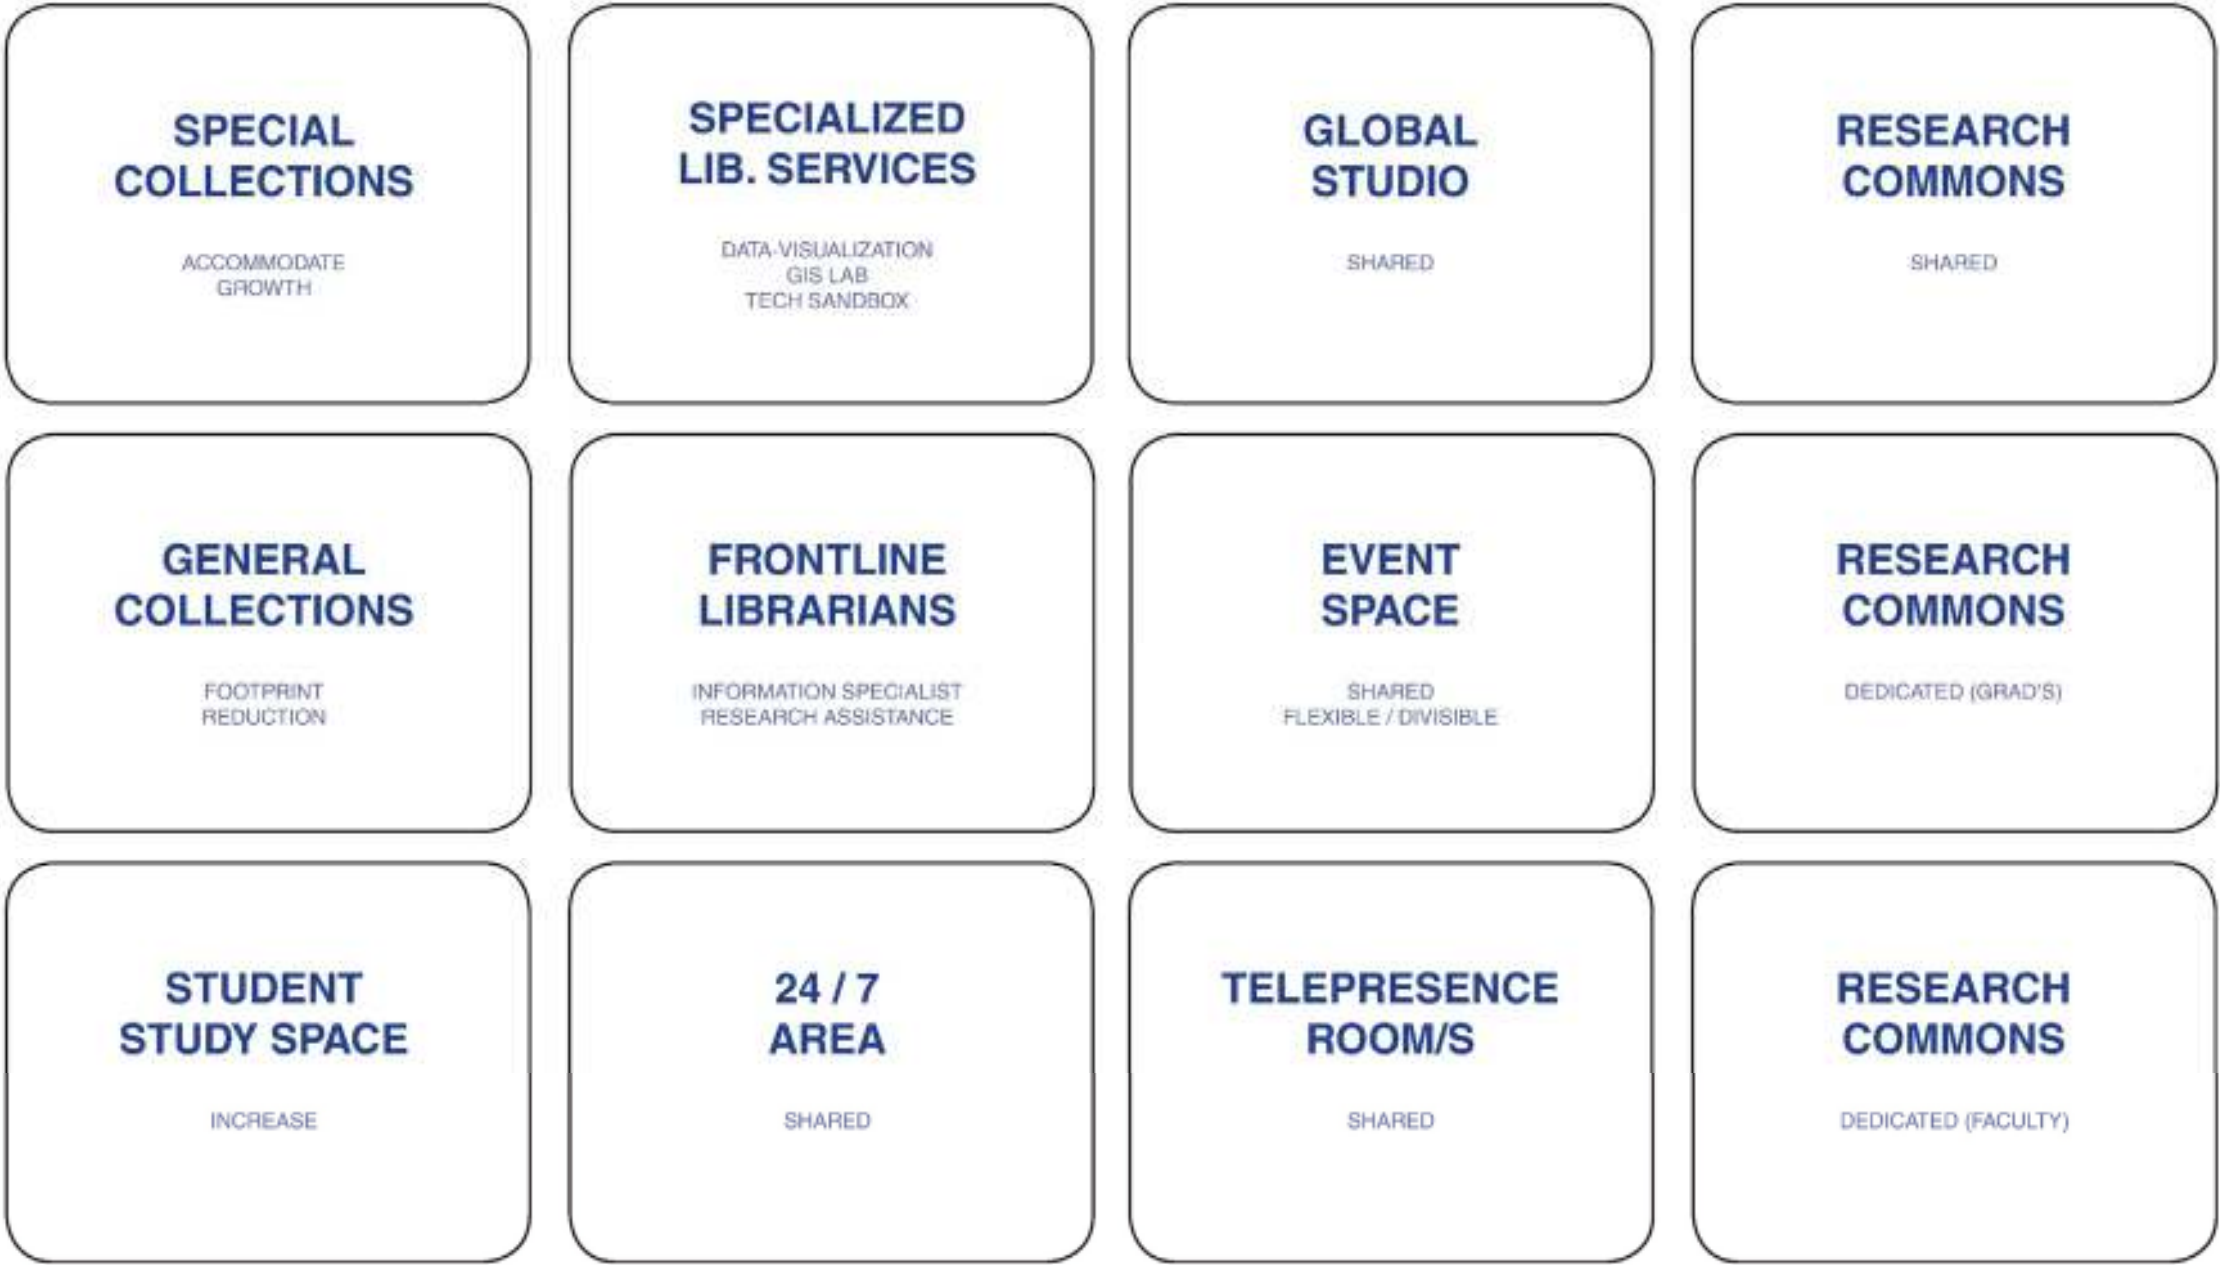 SPECIAL
COLLECTIONS
ACCOMMODATE
GROWTH
SPECIALIZED
LIB. SERVICES
DATA-VISUALIZATION
GIS LAB
TECH SANDBOX
GLOBAL
STUDIO
SHARED
RESEARCH
COMMONS
SHARED
GENERAL
COLLECTIONS
FOOTPRINT
REDUCTION
FRONTLINE
LIBRARIANS
INFORMATION SPECIALIST
RESEARCH ASSISTANCE
EVENT
SPACE
SHARED
FLEXIBLE / DIVISIBLE
RESEARCH
COMMONS
DEDICATED (GRAD'S)
STUDENT
STUDY SPACE
INCREASE
24 / 7
AREA
SHARED
TELEPRESENCE
ROOM/S
SHARED
RESEARCH
COMMONS
DEDICATED (FACULTY)